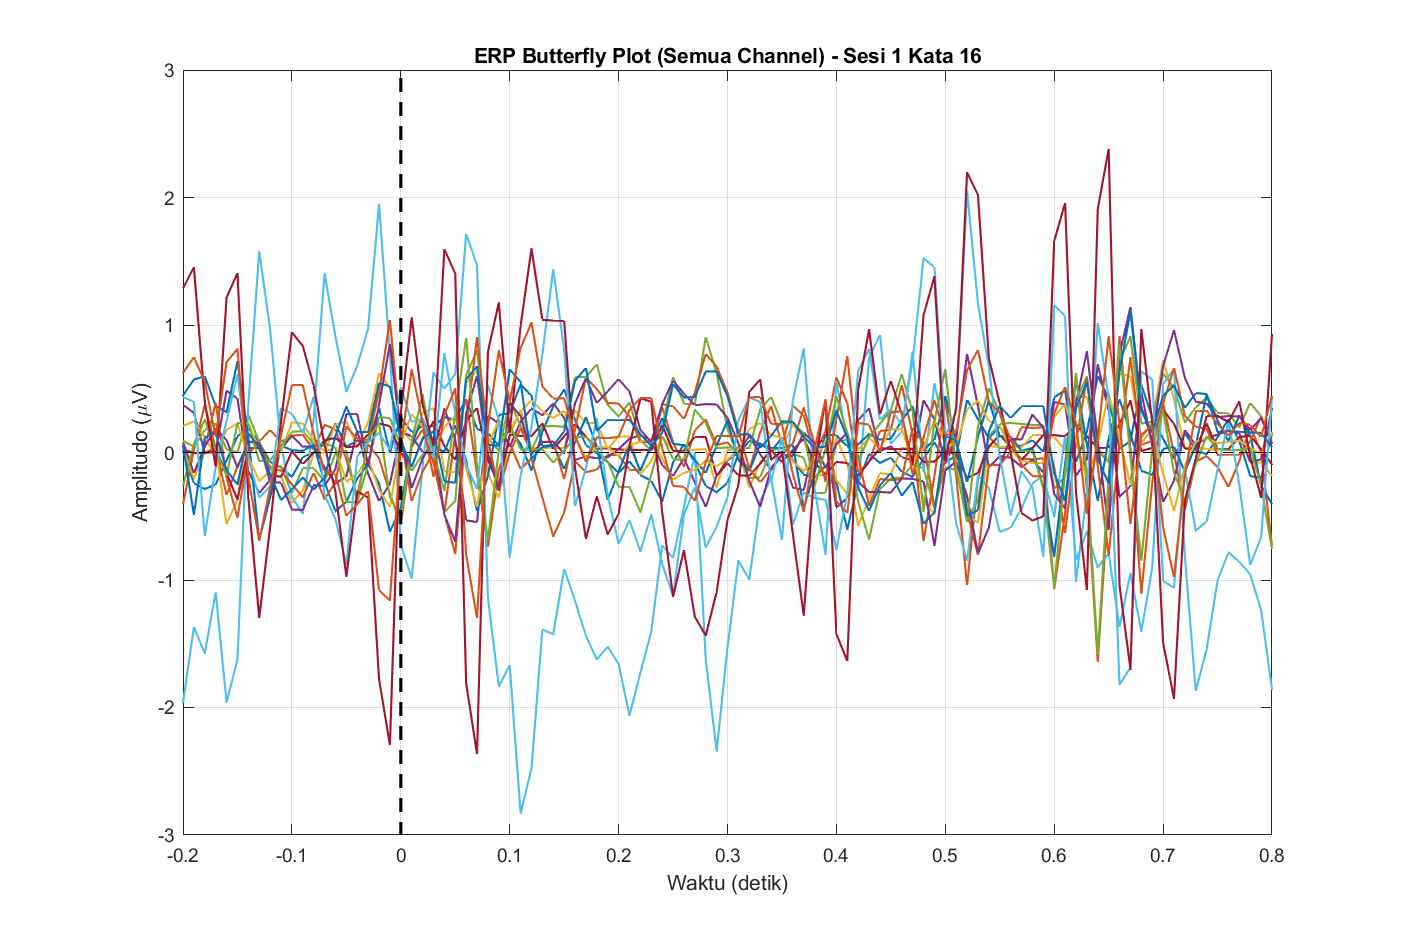 ERP Butterfly Plot (Semua Channel) - Sesi 1 Kata 16
3
2
1
0
-1
-2
-3
Amplitudo (μV)
-0.2 -0.1 0 0.1 0.2 0.3 0.4 0.5 0.6 0.7 0.8
Waktu (detik)